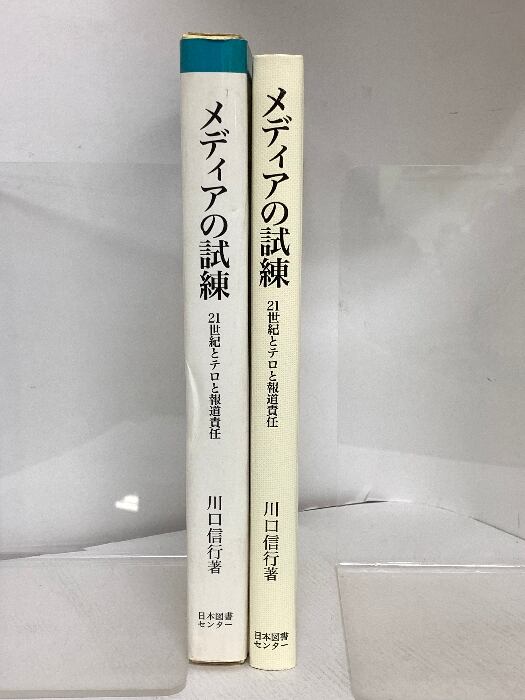 メディアの試練
21世紀とテロと報道責任
川口信行著
日本図書
センター
メディアの試練
21世紀とテロと報道責任
川口信行著
日本図書
センター